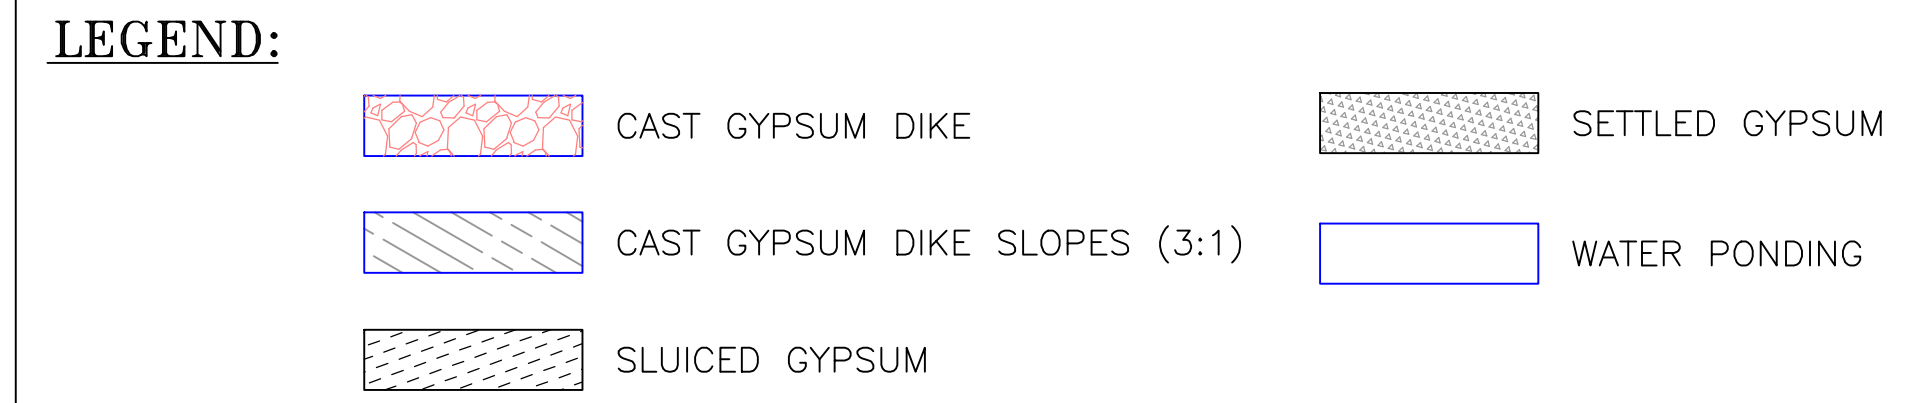 LEGEND:
CAST GYPSUM DIKE
CAST GYPSUM DIKE SLOPES (3:1)
SLUICED GYPSUM
SETTLED GYPSUM
WATER PONDING